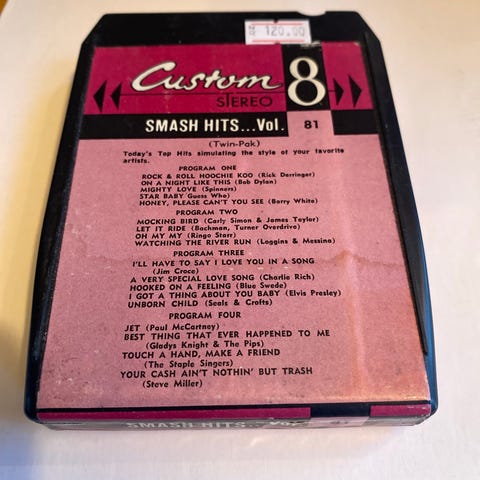 120.00
Custom 8
STEREO
SMASH HITS...Vol. 81
(Twin-Pak)
Today's Top Hits simulating the style of your favorite
artists.
PROGRAM ONE
ROCK & ROLL HOOCHIE KOO (Rick Derringer)
ON A NIGHT LIKE THIS (Bob Dylan)
MIGHTY LOVE (Spinners)
STAR BABY Guess Who)
HONEY, PLEASE CAN'T YOU SEE (Barry White)
PROGRAM TWO
MOCKING BIRD (Carly Simon & James Taylor)
LET IT RIDE (Bachman, Turner Overdrive)
OH MY MY (Ringo Starr)
WATCHING THE RIVER RUN (Loggins & Messina)
PROGRAM THREE
I'LL HAVE TO SAY I LOVE YOU IN A SONG
(Jim Croce)
A VERY SPECIAL LOVE SONG (Charlie Rich)
HOOKED ON A FEELING (Blue Swede)
I GOT A THING ABOUT YOU BABY (Elvis Presley)
UNBORN CHILD (Seals & Crofts)
PROGRAM FOUR
JET (Paul McCartney)
BEST THING THAT EVER HAPPENED TO ME
(Gladys Knight & The Pips)
TOUCH A HAND, MAKE A FRIEND
(The Staple Singers)
YOUR CASH AIN'T NOTHIN' BUT TRASH
(Steve Miller)
SMASH HITS...Vol. 81